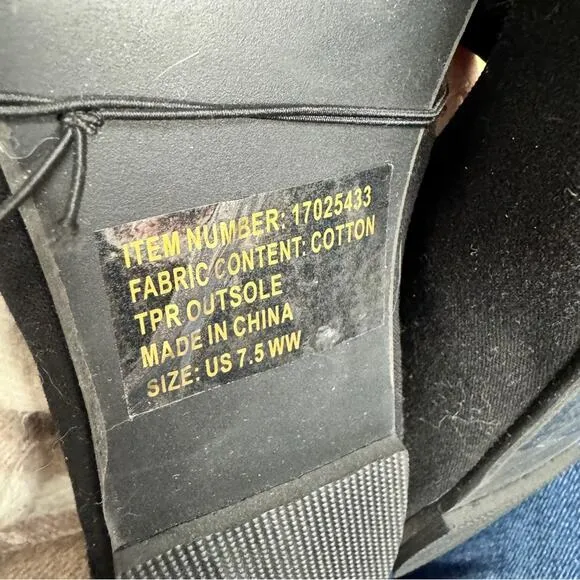 ITEM NUMBER: 17025433
FABRIC CONTENT: COTTON
TPR OUTSOLE
MADE IN CHINA
SIZE: US 7.5 WW